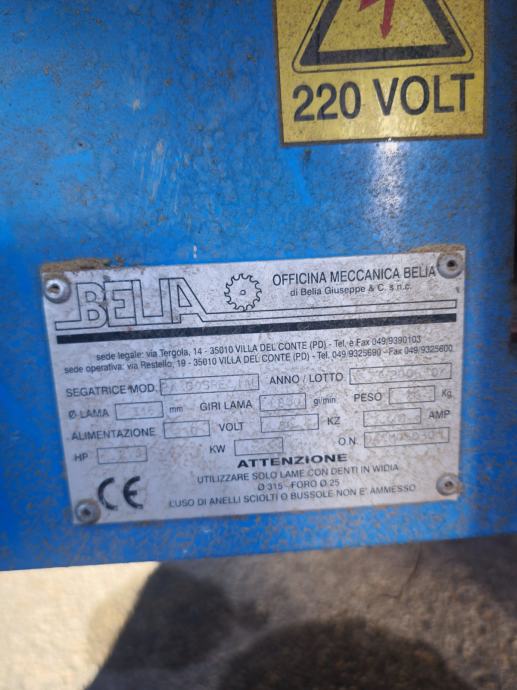 220 VOLT
BELIA
OFFICINA MECCANICA BELIA
di Belia Giuseppe & C. s.n.c.
sede legale: via Tergola, 14 - 35010 VILLA DEL CONTE (PD) - Tel. e Fax 049/9390103
sede operativa: via Restello, 19 - 35010 VILLA DEL CONTE (PD) - Tel. 049/9325690 - Fax 049/9325600
SEGATRICE MOD. ANNO / LOTTO
Ø LAMA mm GIRI LAMA gi/min PESO Kg
ALIMENTAZIONE VOLT KZ AMP
HP KW O.N.
ATTENZIONE
UTILIZZARE SOLO LAME CON DENTI IN WIDIA
Ø 315 - FORO Ø 25
L'USO DI ANELLI SCIOLTI O BUSSOLE NON E' AMMESSO
CE